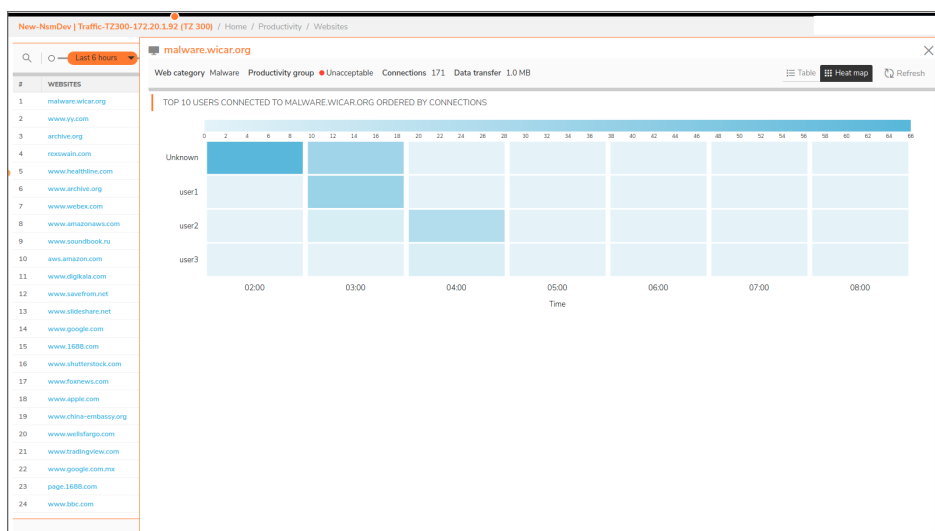 New-NsmDev | Traffic-TZ300-172.20.1.92 (TZ 300) / Home / Productivity / Websites
Last 6 hours
# WEBSITES
1 malware.wicar.org
2 www.yy.com
3 archive.org
4 rexswain.com
5 www.healthline.com
6 www.archive.org
7 www.webex.com
8 www.amazonaws.com
9 www.soundbook.ru
10 aws.amazon.com
11 www.digikala.com
12 www.savefrom.net
13 www.slideshare.net
14 www.google.com
15 www.1688.com
16 www.shutterstock.com
17 www.foxnews.com
18 www.apple.com
19 www.china-embassy.org
20 www.wellsfargo.com
21 www.tradingview.com
22 www.google.com.mx
23 page.1688.com
24 www.bbc.com
malware.wicar.org
Web category Malware Productivity group Unacceptable Connections 171 Data transfer 1.0 MB
Table Heat map Refresh
TOP 10 USERS CONNECTED TO MALWARE.WICAR.ORG ORDERED BY CONNECTIONS
0 2 4 6 8 10 12 14 16 18 20 22 24 26 28 30 32 34 36 38 40 42 44 46 48 50 52 54 56 58 60 62 64 66
Unknown
user1
user2
user3
02:00 03:00 04:00 05:00 06:00 07:00 08:00
Time